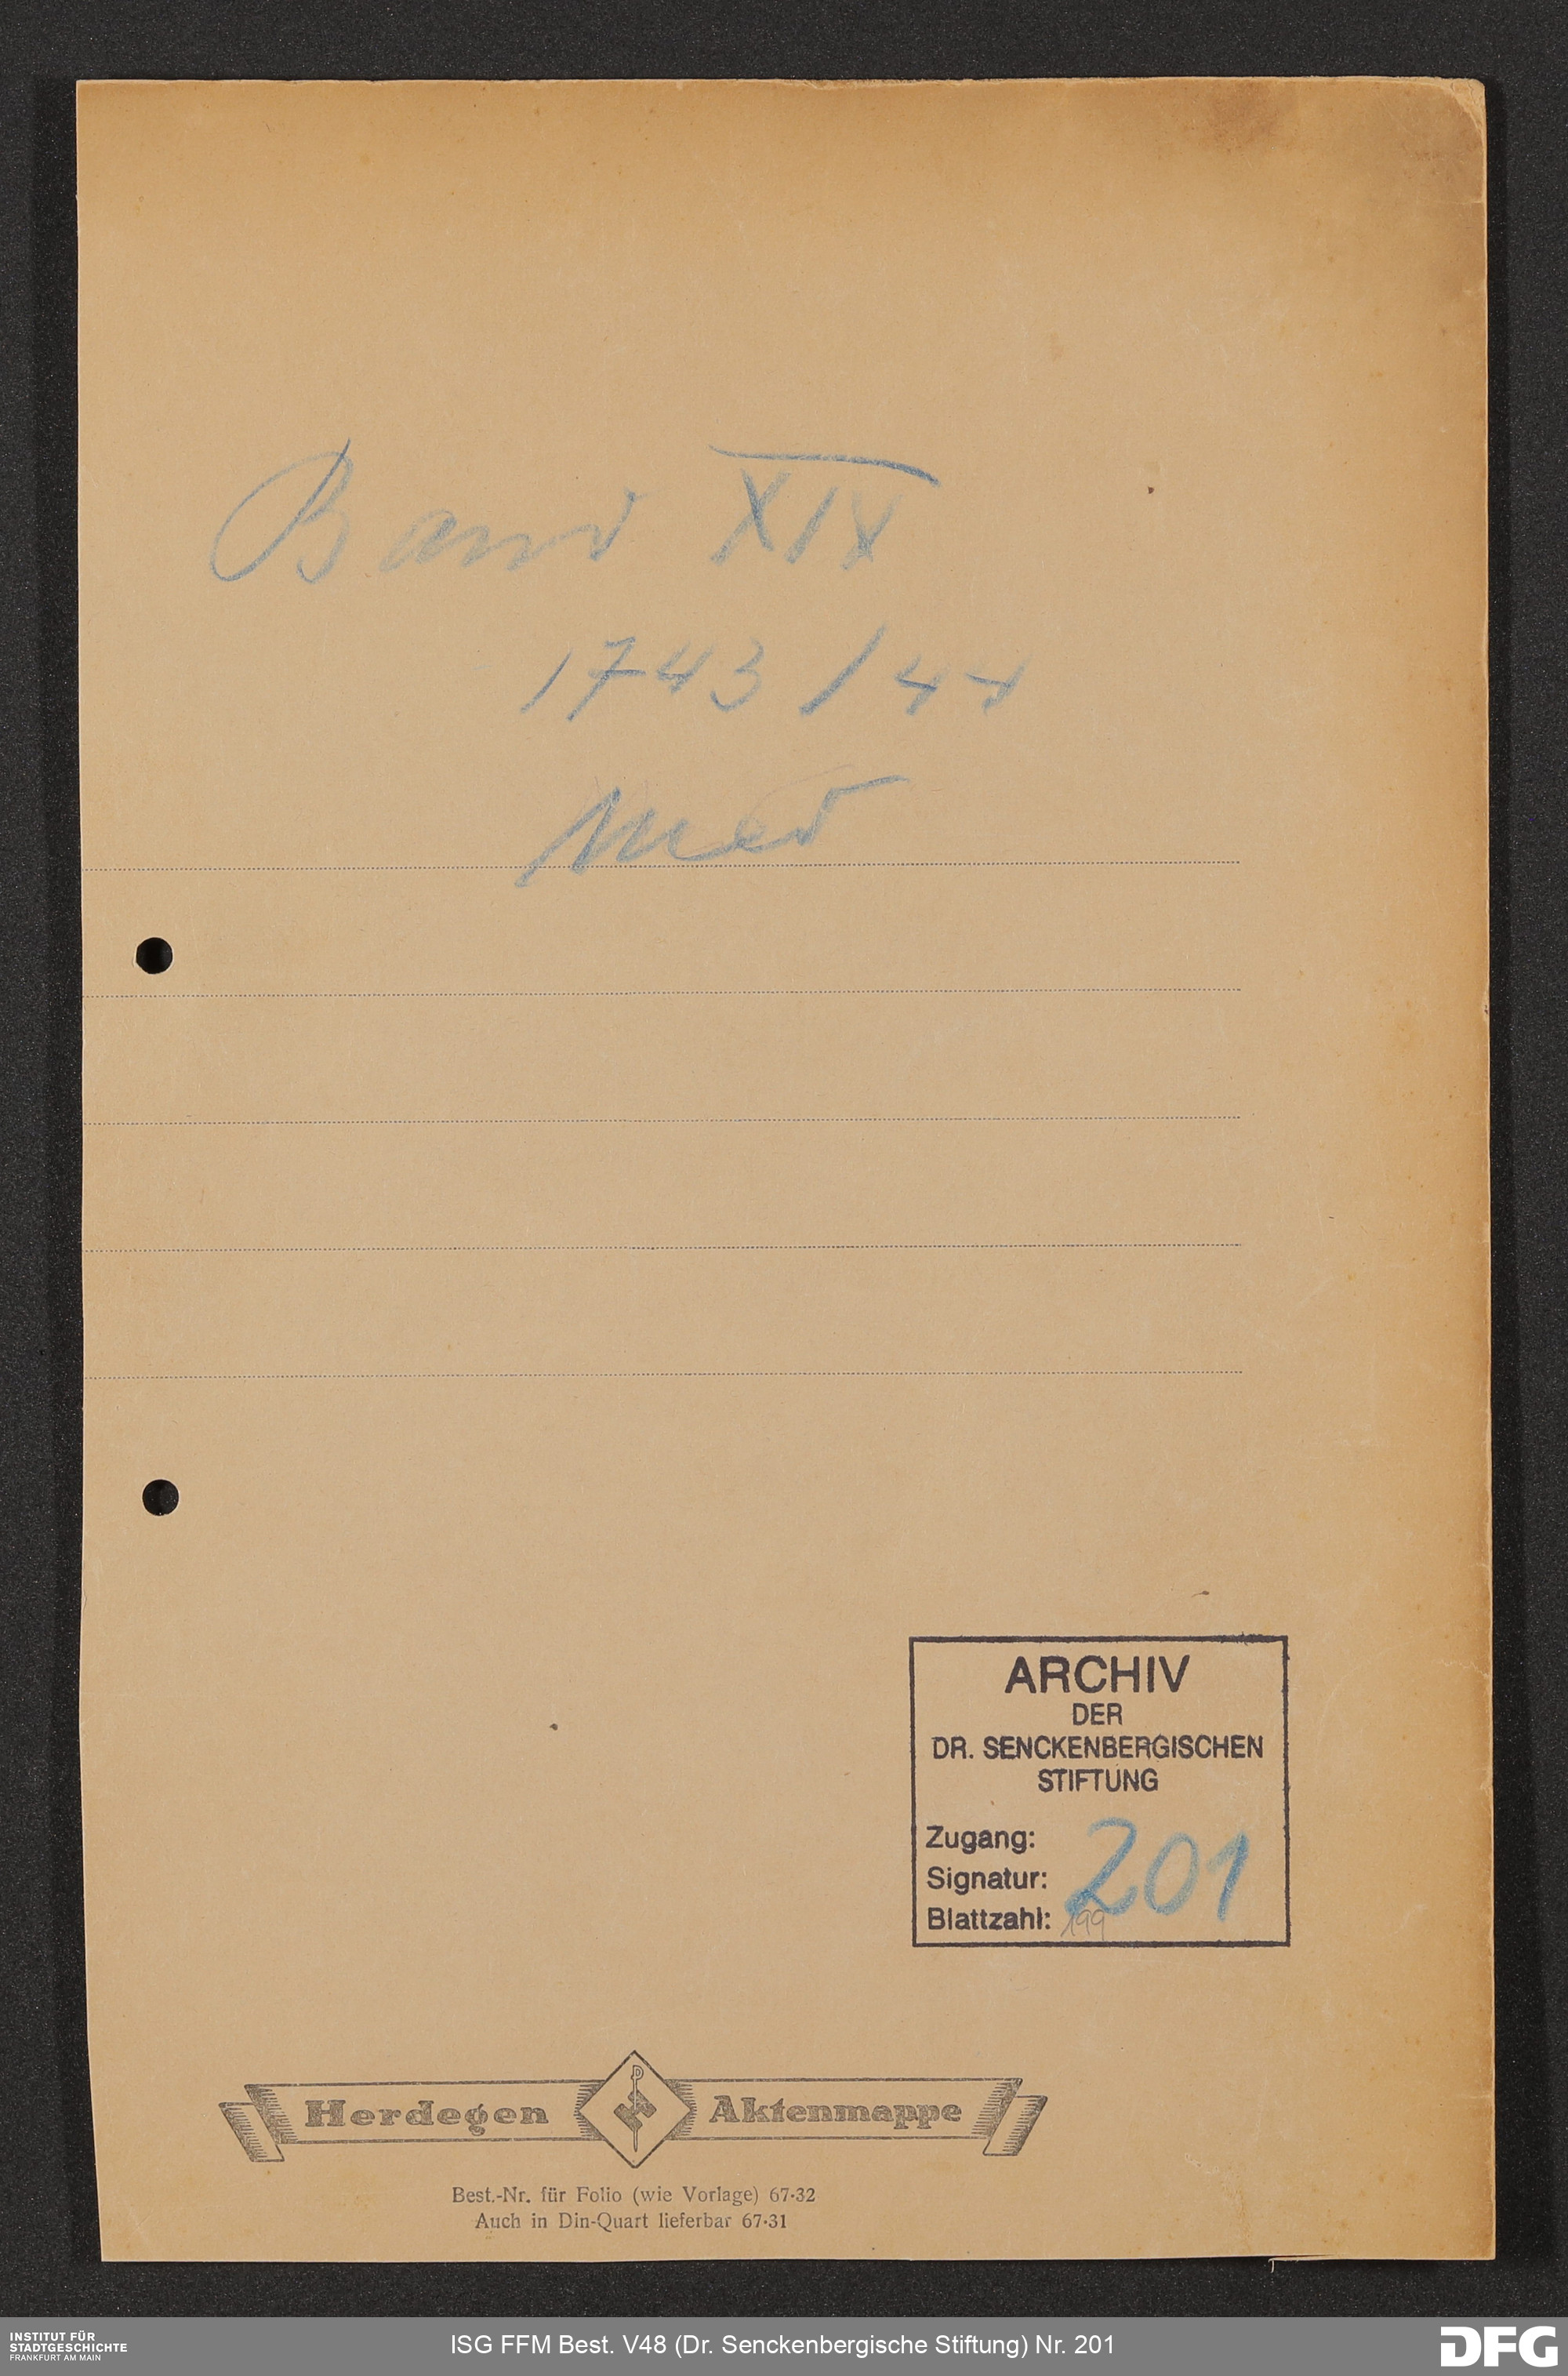 Band XIX
1743/44
Med
ARCHIV
DER
DR. SENCKENBERGISCHEN
STIFTUNG
Zugang:
Signatur: 201
Blattzahl: 199
Herdegen Aktenmappe
Best.-Nr. für Folio (wie Vorlage) 67·32
Auch in Din-Quart lieferbar 67·31
INSTITUT FÜR
STADTGESCHICHTE
FRANKFURT AM MAIN
ISG FFM Best. V48 (Dr. Senckenbergische Stiftung) Nr. 201
DFG